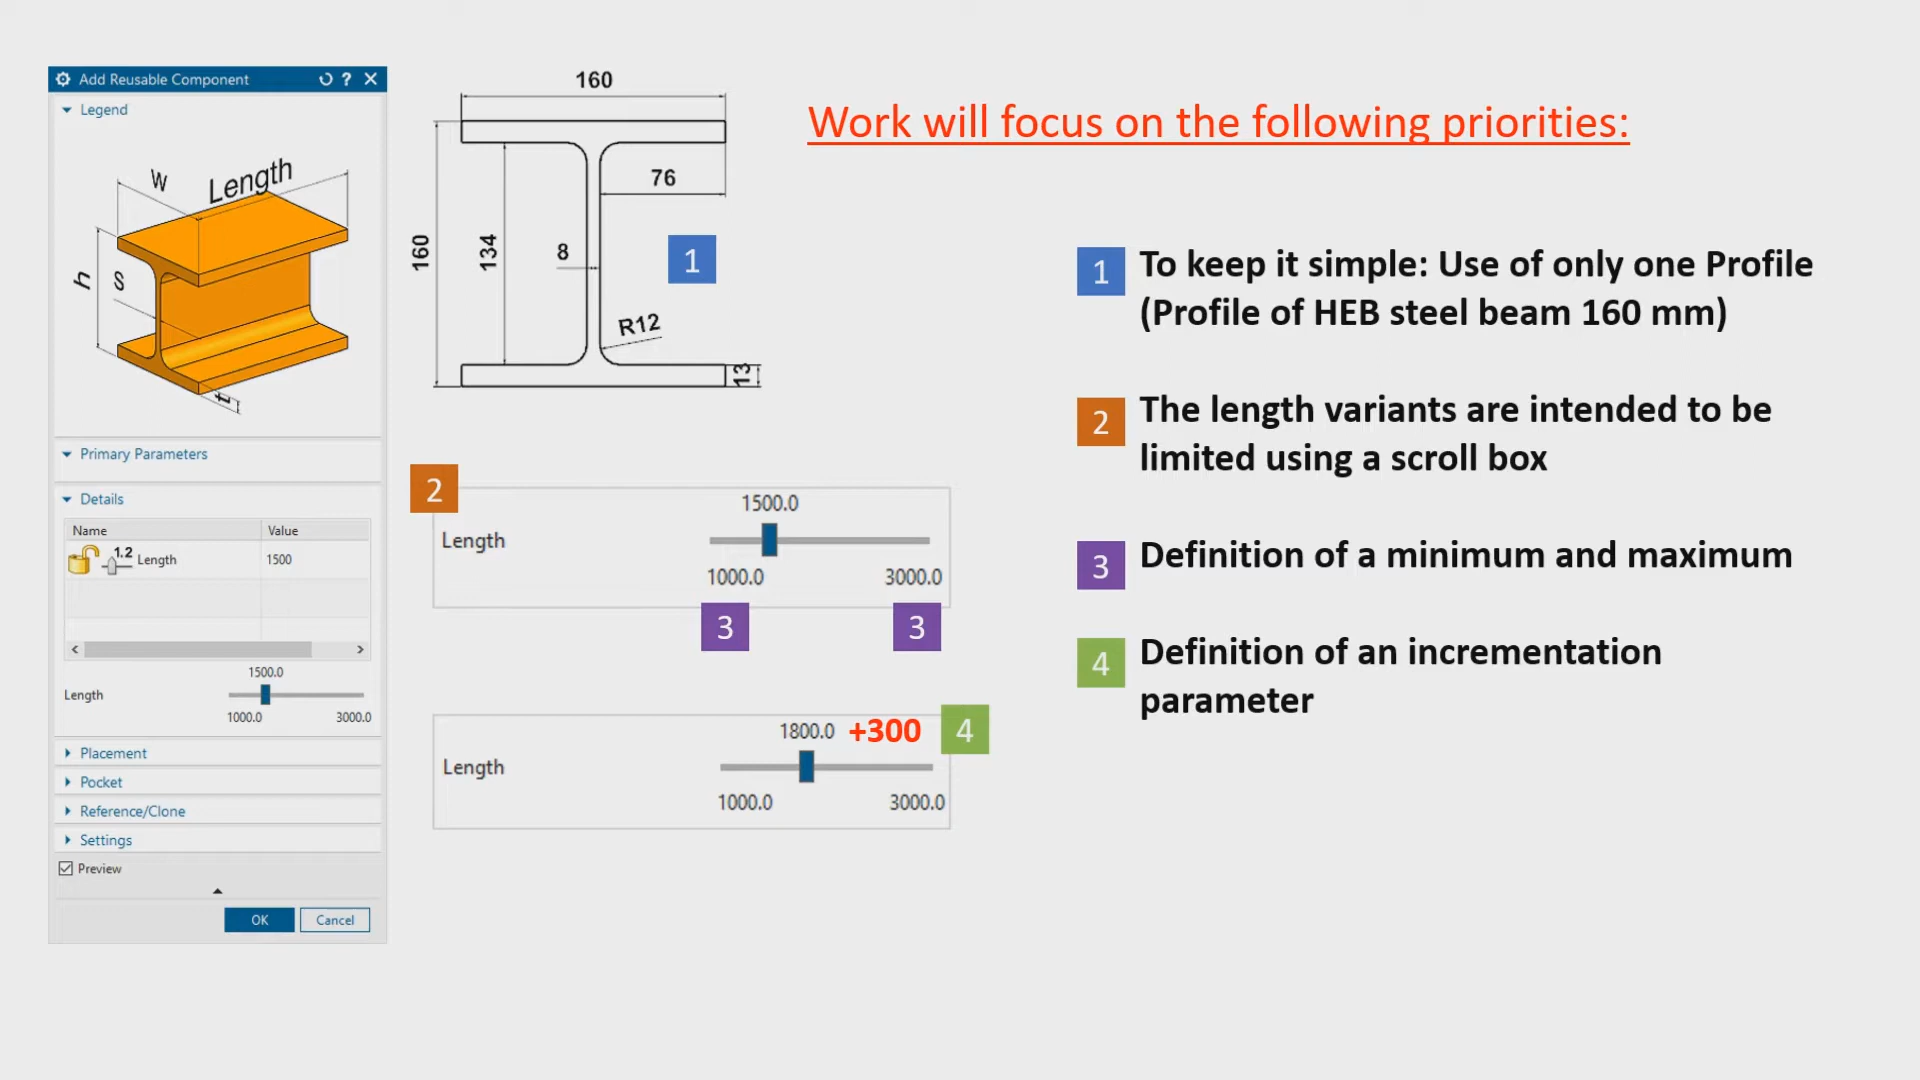 Add Reusable Component ?
Legend
W
Length
h
S
t
Primary Parameters
Details
Name Value
1.2 Length 1500
1500.0
Length
1000.0 3000.0
Placement
Pocket
Reference/Clone
Settings
Preview
OK Cancel
160
76
160
134
8
1
R12
13
2
1500.0
Length
1000.0 3000.0
3 3
1800.0 +300 4
Length
1000.0 3000.0
Work will focus on the following priorities:
1 To keep it simple: Use of only one Profile
(Profile of HEB steel beam 160 mm)
2 The length variants are intended to be
limited using a scroll box
3 Definition of a minimum and maximum
4 Definition of an incrementation
parameter